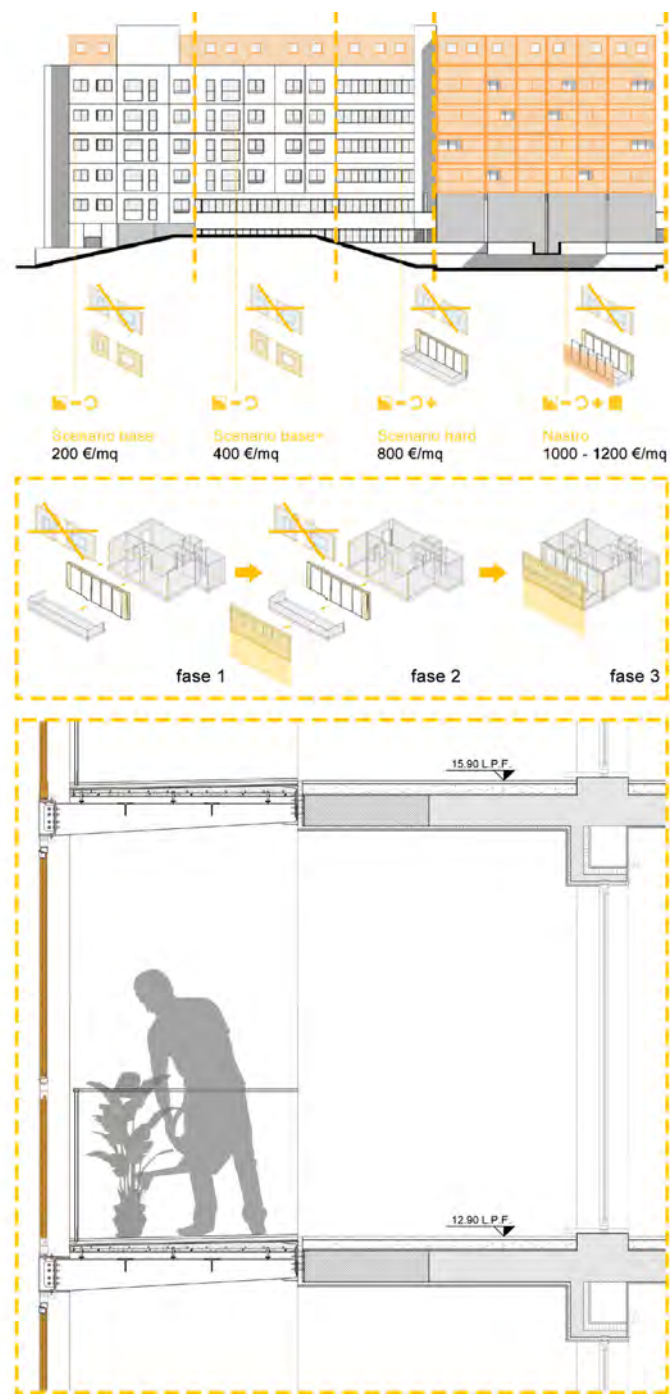 Scenario base
200 €/mq
Scenario base+
400 €/mq
Scenario hard
800 €/mq
Nastro
1000 - 1200 €/mq
fase 1
fase 2
fase 3
15.90 L.P.F.
12.90 L.P.F.